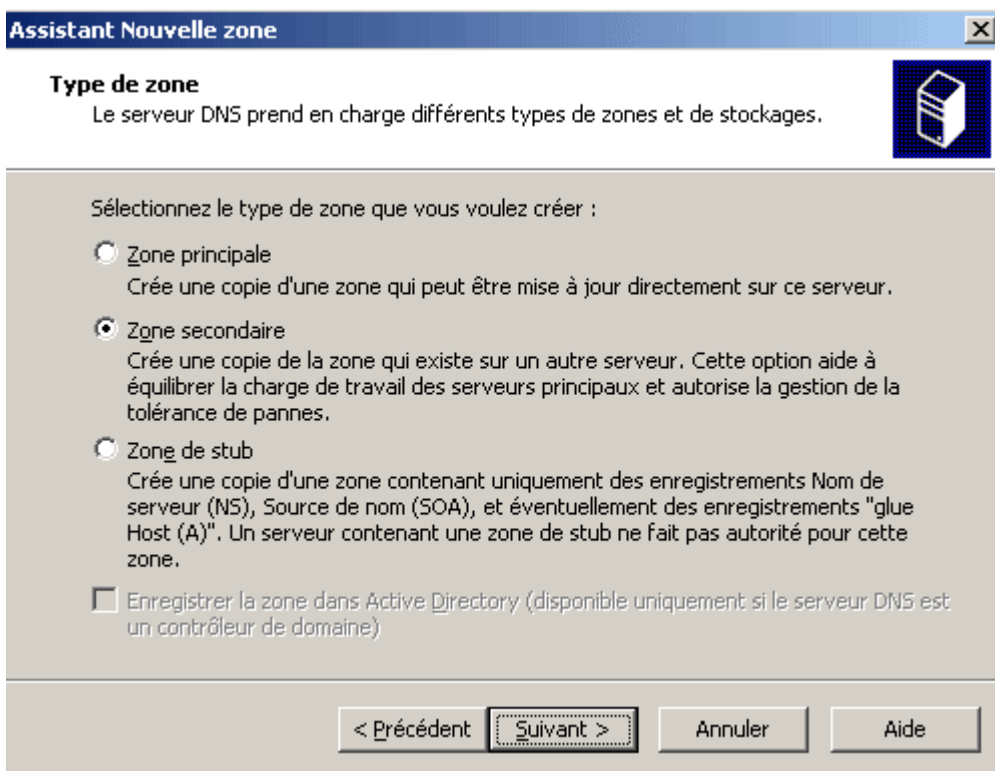 Assistant Nouvelle zone
Type de zone
Le serveur DNS prend en charge différents types de zones et de stockages.
Sélectionnez le type de zone que vous voulez créer :
Zone principale
Crée une copie d'une zone qui peut être mise à jour directement sur ce serveur.
Zone secondaire
Crée une copie de la zone qui existe sur un autre serveur. Cette option aide à
équilibrer la charge de travail des serveurs principaux et autorise la gestion de la
tolérance de pannes.
Zone de stub
Crée une copie d'une zone contenant uniquement des enregistrements Nom de
serveur (NS), Source de nom (SOA), et éventuellement des enregistrements "glue
Host (A)". Un serveur contenant une zone de stub ne fait pas autorité pour cette
zone.
Enregistrer la zone dans Active Directory (disponible uniquement si le serveur DNS est
un contrôleur de domaine)
< Précédent Suivant > Annuler Aide